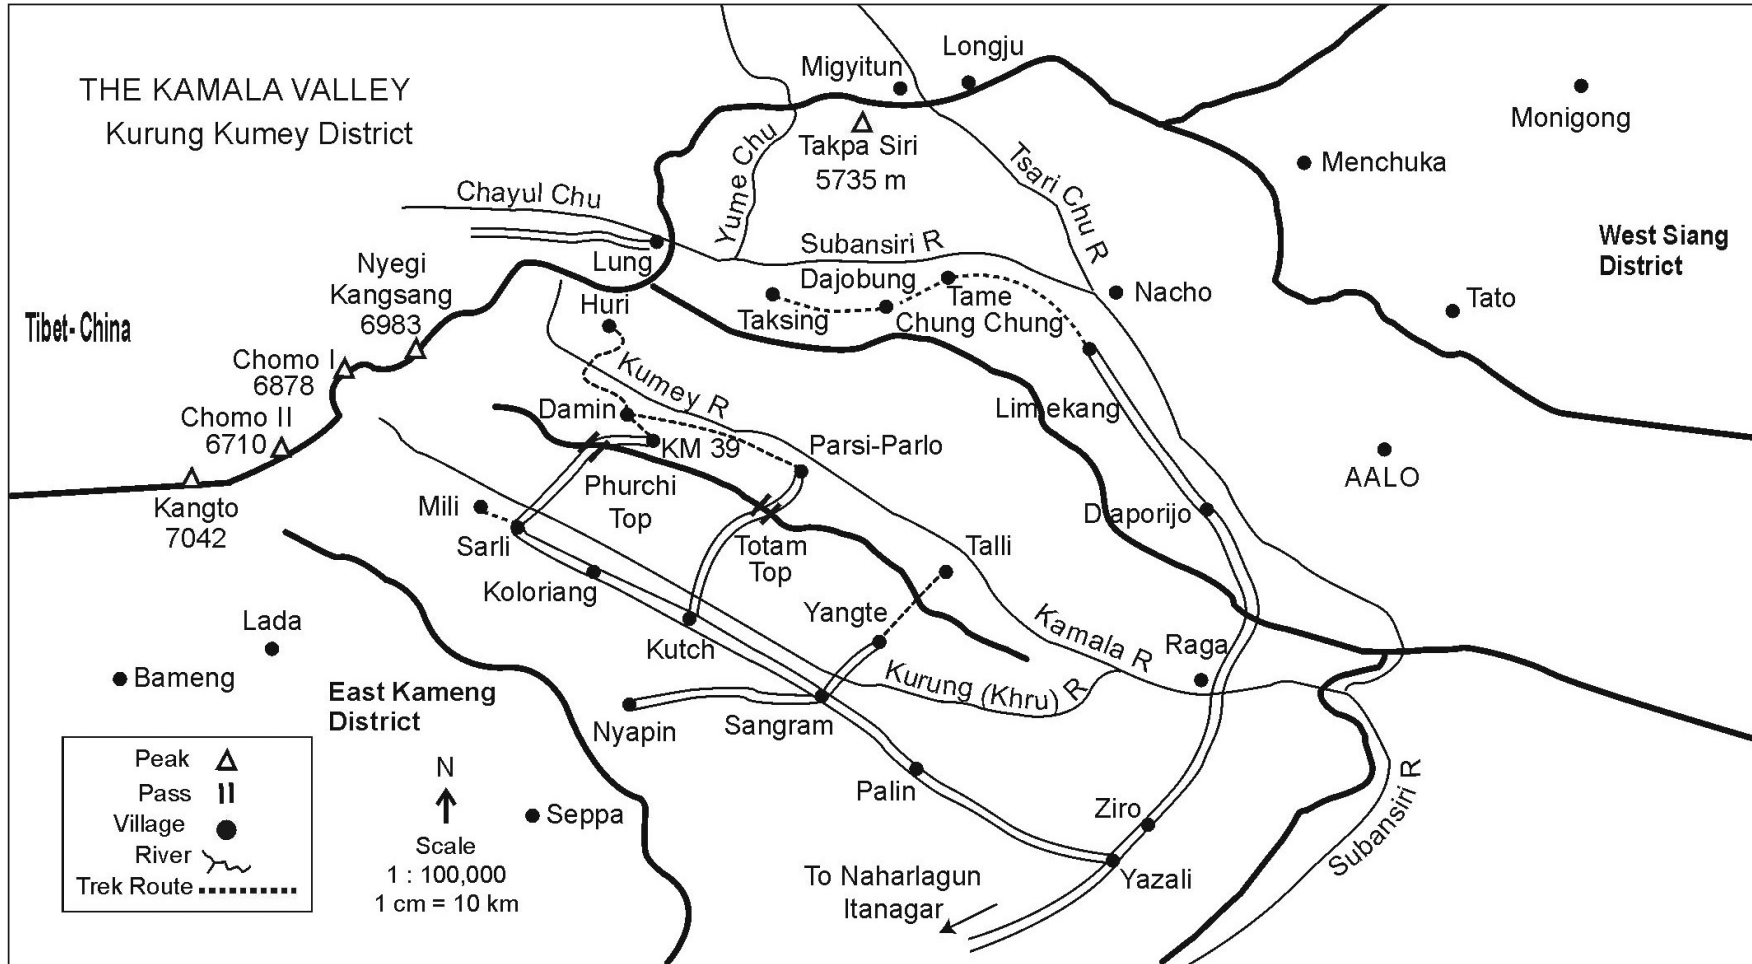 THE KAMALA VALLEY
Kurung Kumey District
Migyitun
Longju
Monigong
Menchuka
Takpa Siri
5735 m
Yume Chu
Tsari Chu R
Chayul Chu
Subansiri R
West Siang
District
Lung
Dajobung
Tame
Chung Chung
Taksing
Nacho
Tato
Nyegi
Kangsang
6983
Huri
Tibet- China
Chomo I
6878
Chomo II
6710
Kangto
7042
Kumey R
Damin
KM 39
Parsi-Parlo
Limekang
AALO
Daporijo
Phurchi
Top
Mili
Sarli
Totam
Top
Talli
Koloriang
Yangte
Kutch
Kamala R
Raga
Kurung (Khru) R
Lada
Bameng
East Kameng
District
Nyapin
Sangram
Palin
Seppa
Ziro
Yazali
Subansiri R
To Naharlagun
Itanagar
Peak
Pass
Village
River
Trek Route
N
Scale
1 : 100,000
1 cm = 10 km